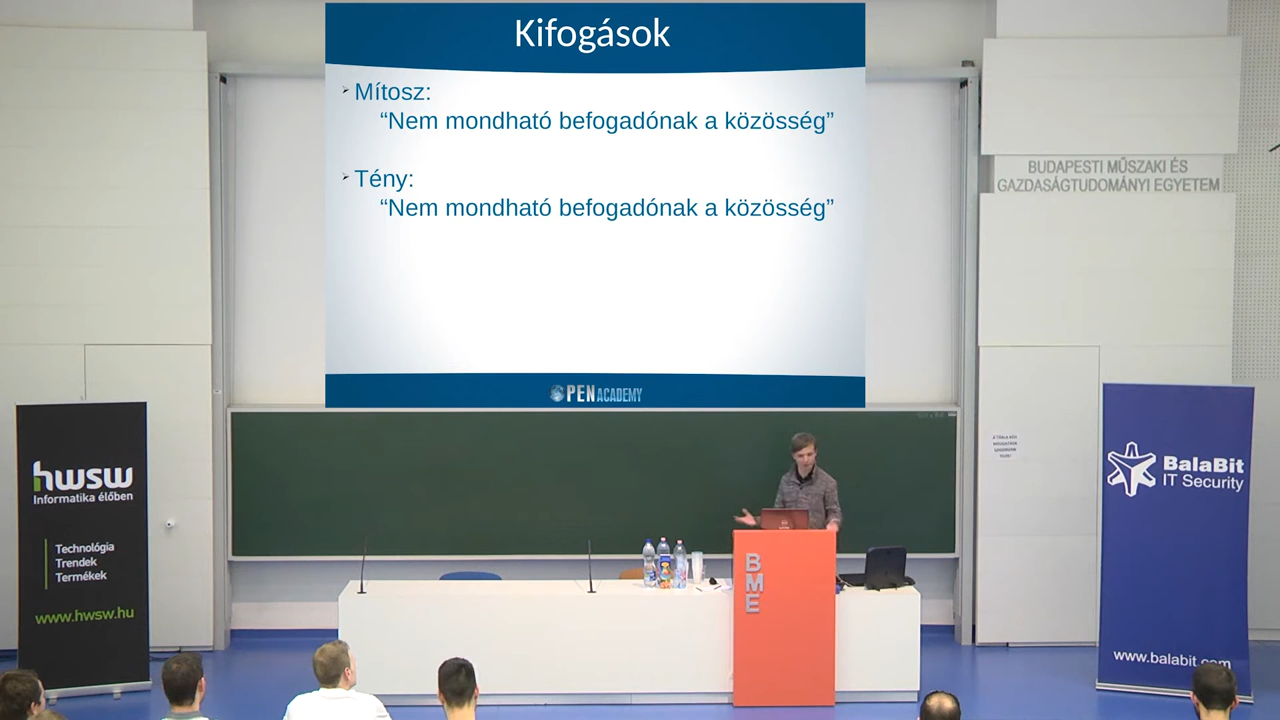 Kifogások
Mítosz:
“Nem mondható befogadónak a közösség”
Tény:
“Nem mondható befogadónak a közösség”
PEN ACADEMY
BUDAPESTI MŰSZAKI ÉS
GAZDASÁGTUDOMÁNYI EGYETEM
hwsw
Informatika élőben
Technológia
Trendek
Termékek
www.hwsw.hu
BME
BalaBit
IT Security
www.balabit.com